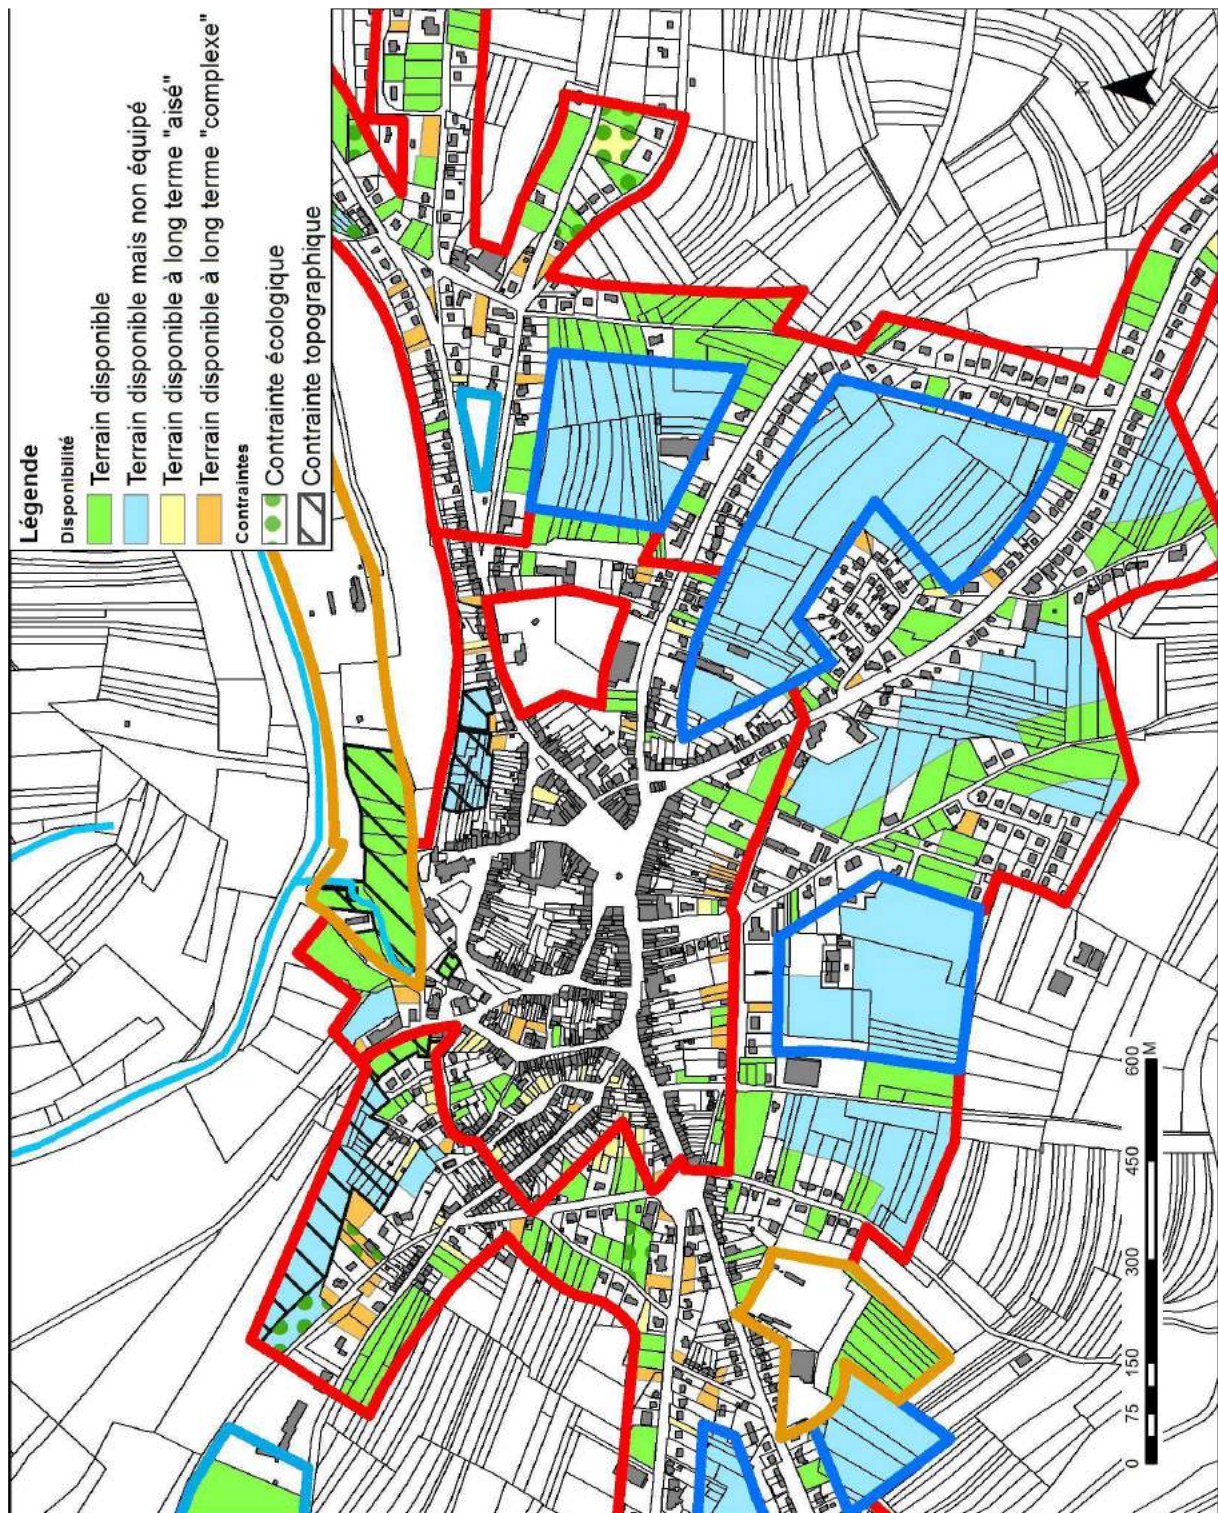 Légende
Disponibilité
Terrain disponible
Terrain disponible mais non équipé
Terrain disponible à long terme "aisé"
Terrain disponible à long terme "complexe"
Contraintes
Contrainte écologique
Contrainte topographique
N
0 75 150 300 450 600
M